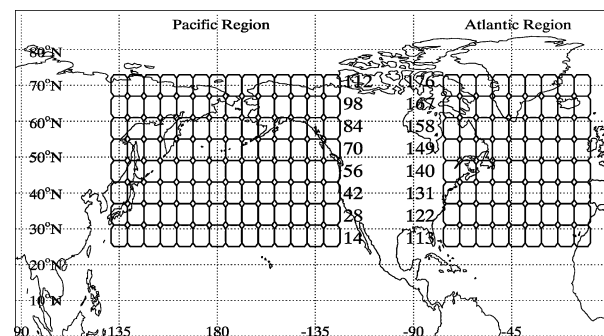 Pacific Region Atlantic Region
80°N
70°N 112 176
98 167
60°N 84 158
70 149
50°N
56 140
40°N 42 131
28 122
30°N
14 113
20°N
10°N
90 135 180 -135 -90 -45